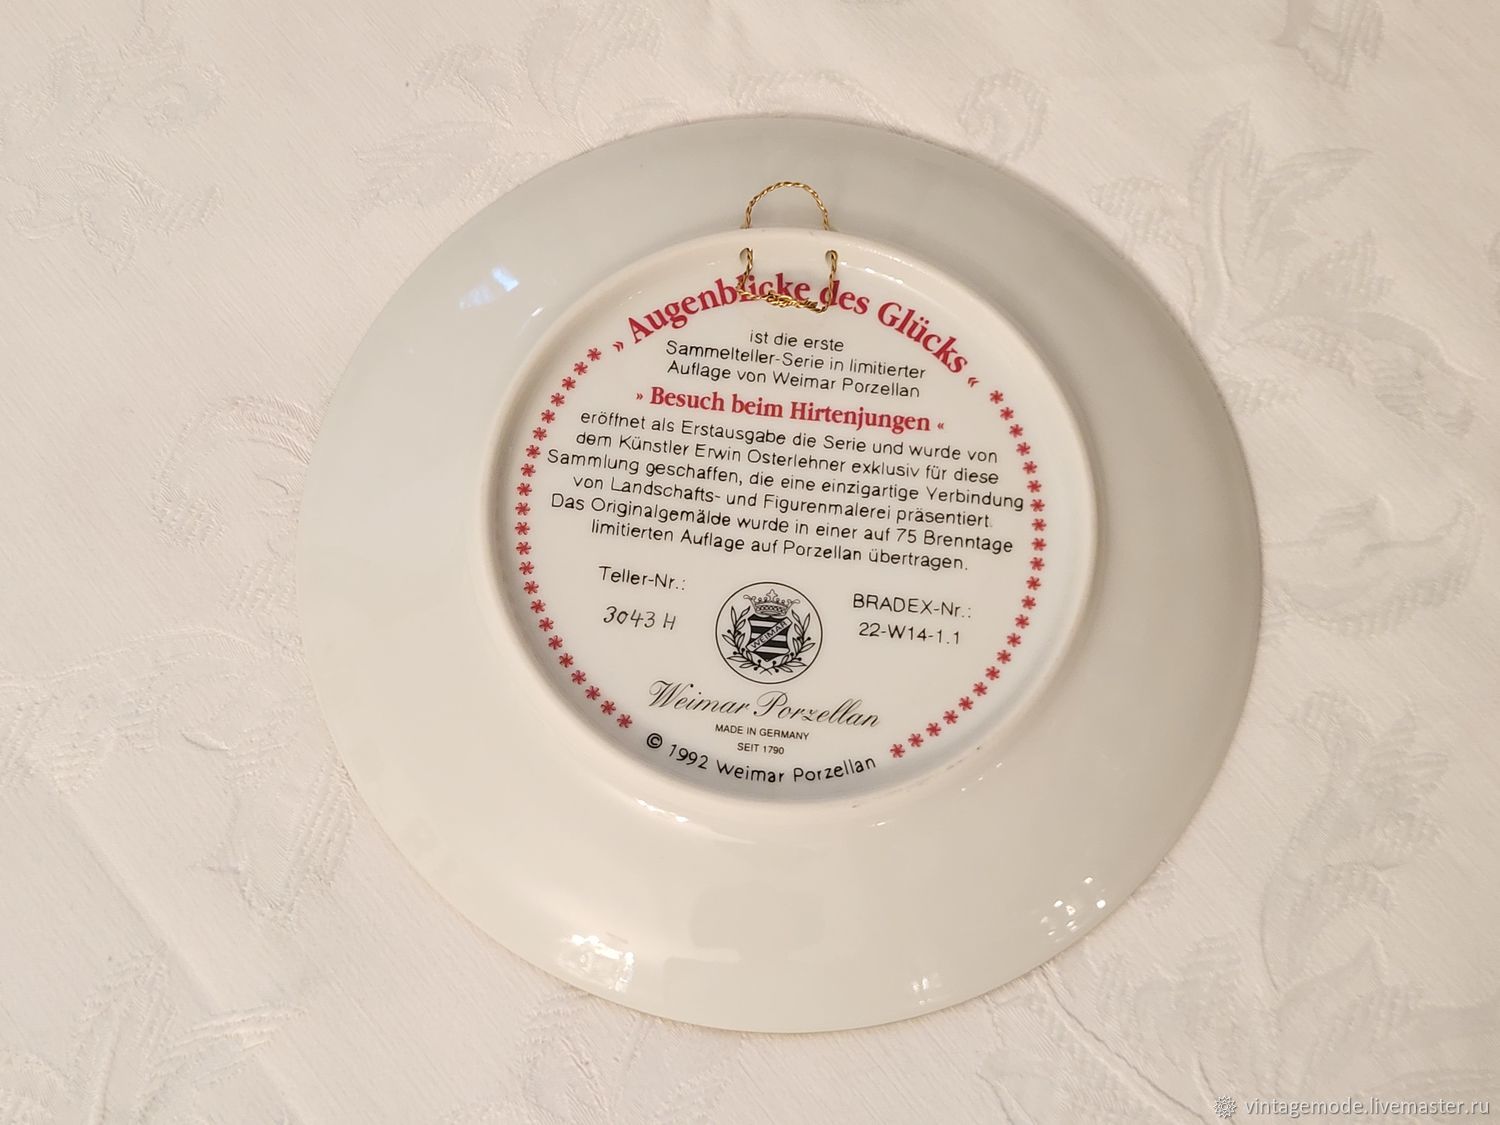 » Augenblicke des Glücks «
ist die erste
Sammelteller-Serie in limitierter
Auflage von Weimar Porzellan
» Besuch beim Hirtenjungen «
eröffnet als Erstausgabe die Serie und wurde von
dem Künstler Erwin Osterlehner exklusiv für diese
Sammlung geschaffen, die eine einzigartige Verbindung
von Landschafts- und Figurenmalerei präsentiert.
Das Originalgemälde wurde in einer auf 75 Brenntage
limitierten Auflage auf Porzellan übertragen.
Teller-Nr.:
3043 H
WEIMAR
BRADEX-Nr.:
22-W14-1.1
Weimar Porzellan
MADE IN GERMANY
SEIT 1790
© 1992 Weimar Porzellan
vintagemode.livemaster.ru